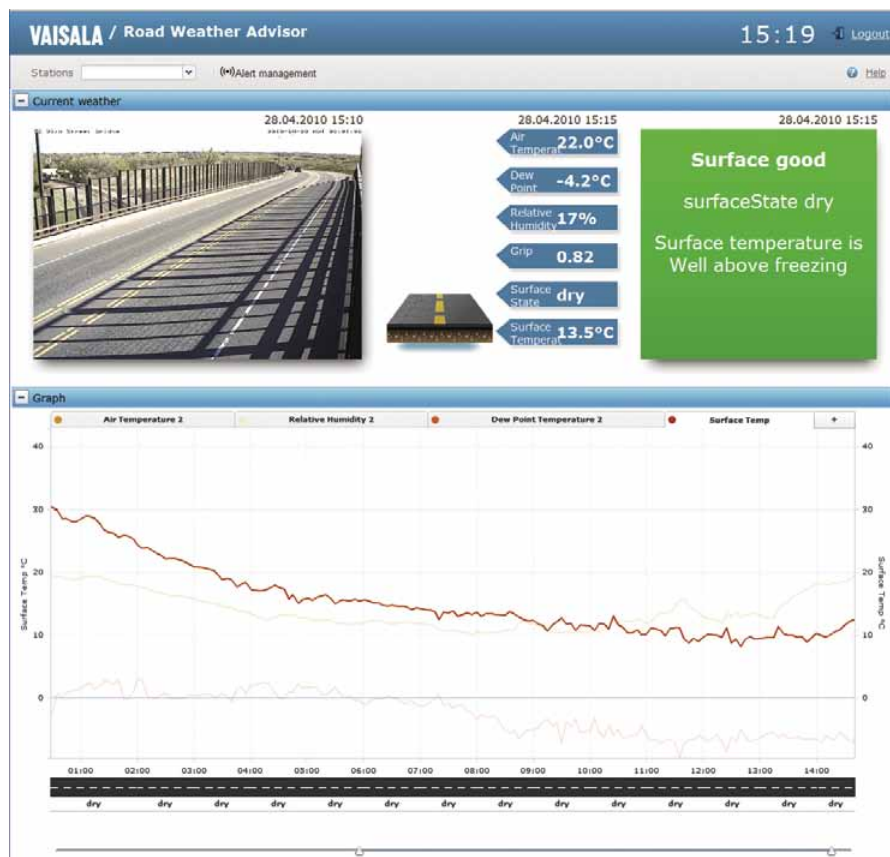 VAISALA / Road Weather Advisor
15:19 Logout
Stations
Alert management
Help
Current weather
28.04.2010 15:10
28.04.2010 15:15
28.04.2010 15:15
Air Temperat 22.0°C
Dew Point -4.2°C
Relative Humidity 17%
Grip 0.82
Surface State dry
Surface Temperat 13.5°C
Surface good
surfaceState dry
Surface temperature is
Well above freezing
Graph
Air Temperature 2
Relative Humidity 2
Dew Point Temperature 2
Surface Temp
+
40 40
30 30
20 20
10 10
0 0
Surface Temp °C
Surface Temp °C
01:00 02:00 03:00 04:00 05:00 06:00 07:00 08:00 09:00 10:00 11:00 12:00 13:00 14:00
dry dry dry dry dry dry dry dry dry dry dry dry dry dry